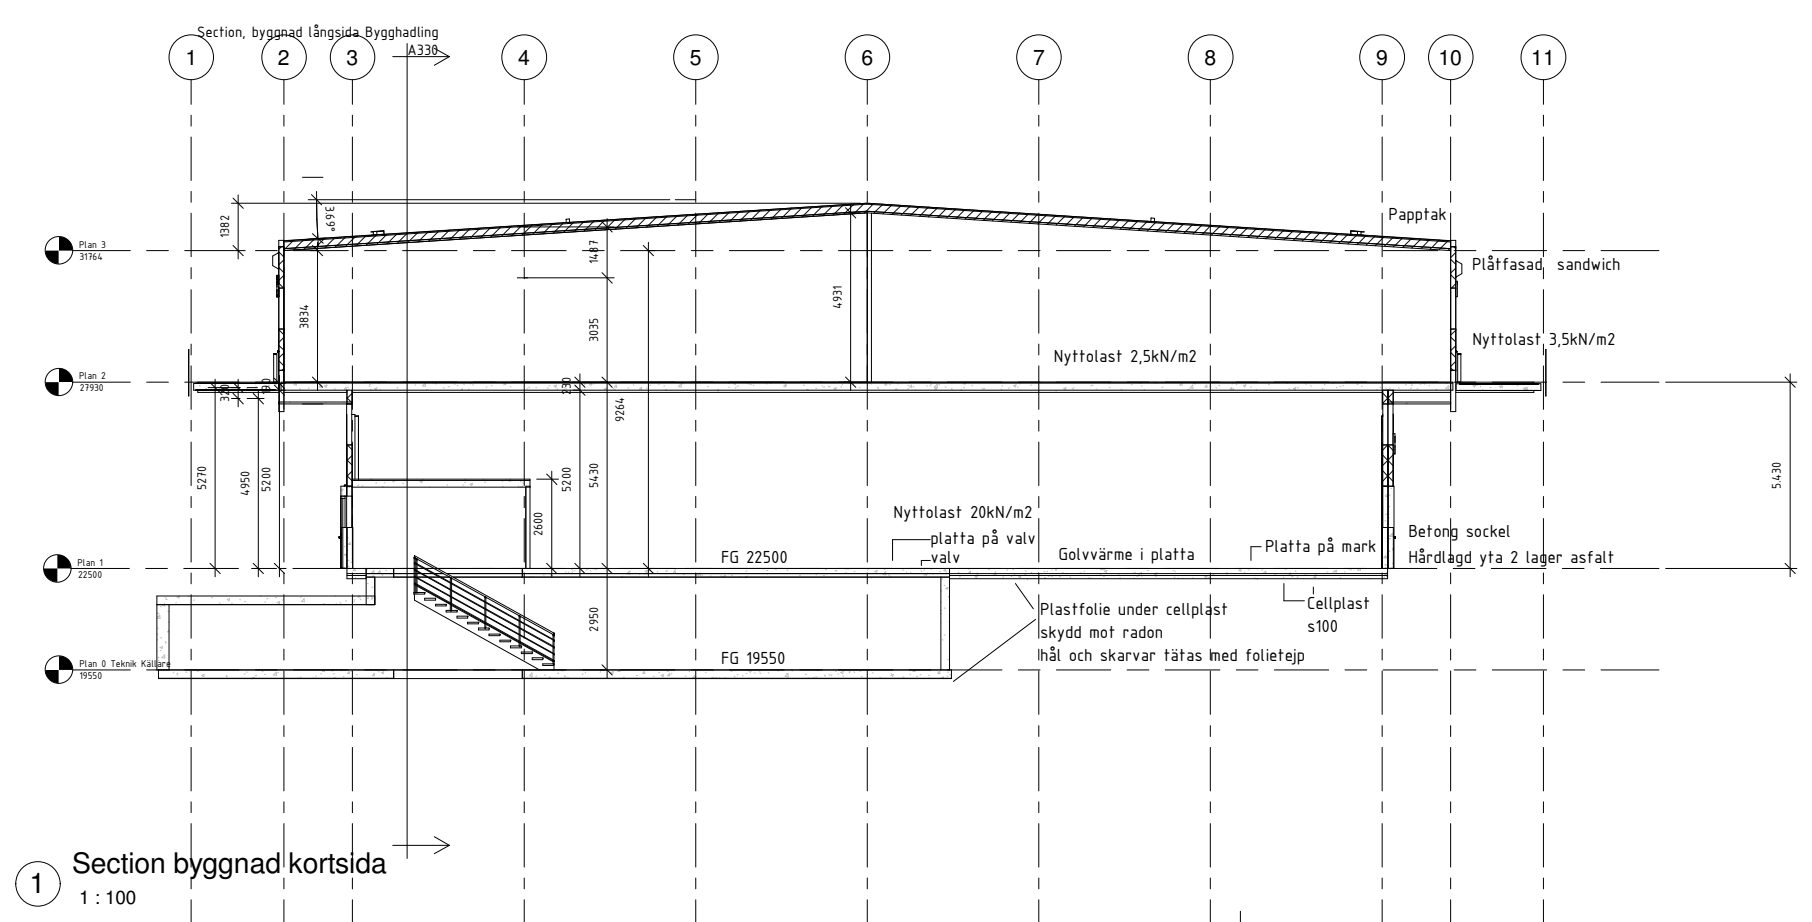 Section, byggnad långsida Bygghadling
A330
1
2
3
4
5
6
7
8
9
10
11
1382
3.69°
Papptak
Plan 3
31764
1487
Plåtfasad, sandwich
3834
3035
4931
Nyttolast 2,5kN/m2
Nyttolast 3,5kN/m2
Plan 2
27930
230
9264
5270
4950
5200
5200
5430
5.430
2600
Nyttolast 20kN/m2
platta på valv
valv
FG 22500
Golvvärme i platta
Platta på mark
Betong sockel
Hårdlagd yta 2 lager asfalt
Plan 1
22500
2950
Plastfolie under cellplast
skydd mot radon
hål och skarvar tätas med folietejp
Cellplast
s100
FG 19550
Plan 0 Teknik Källare
19550
1
Section byggnad kortsida
1 : 100